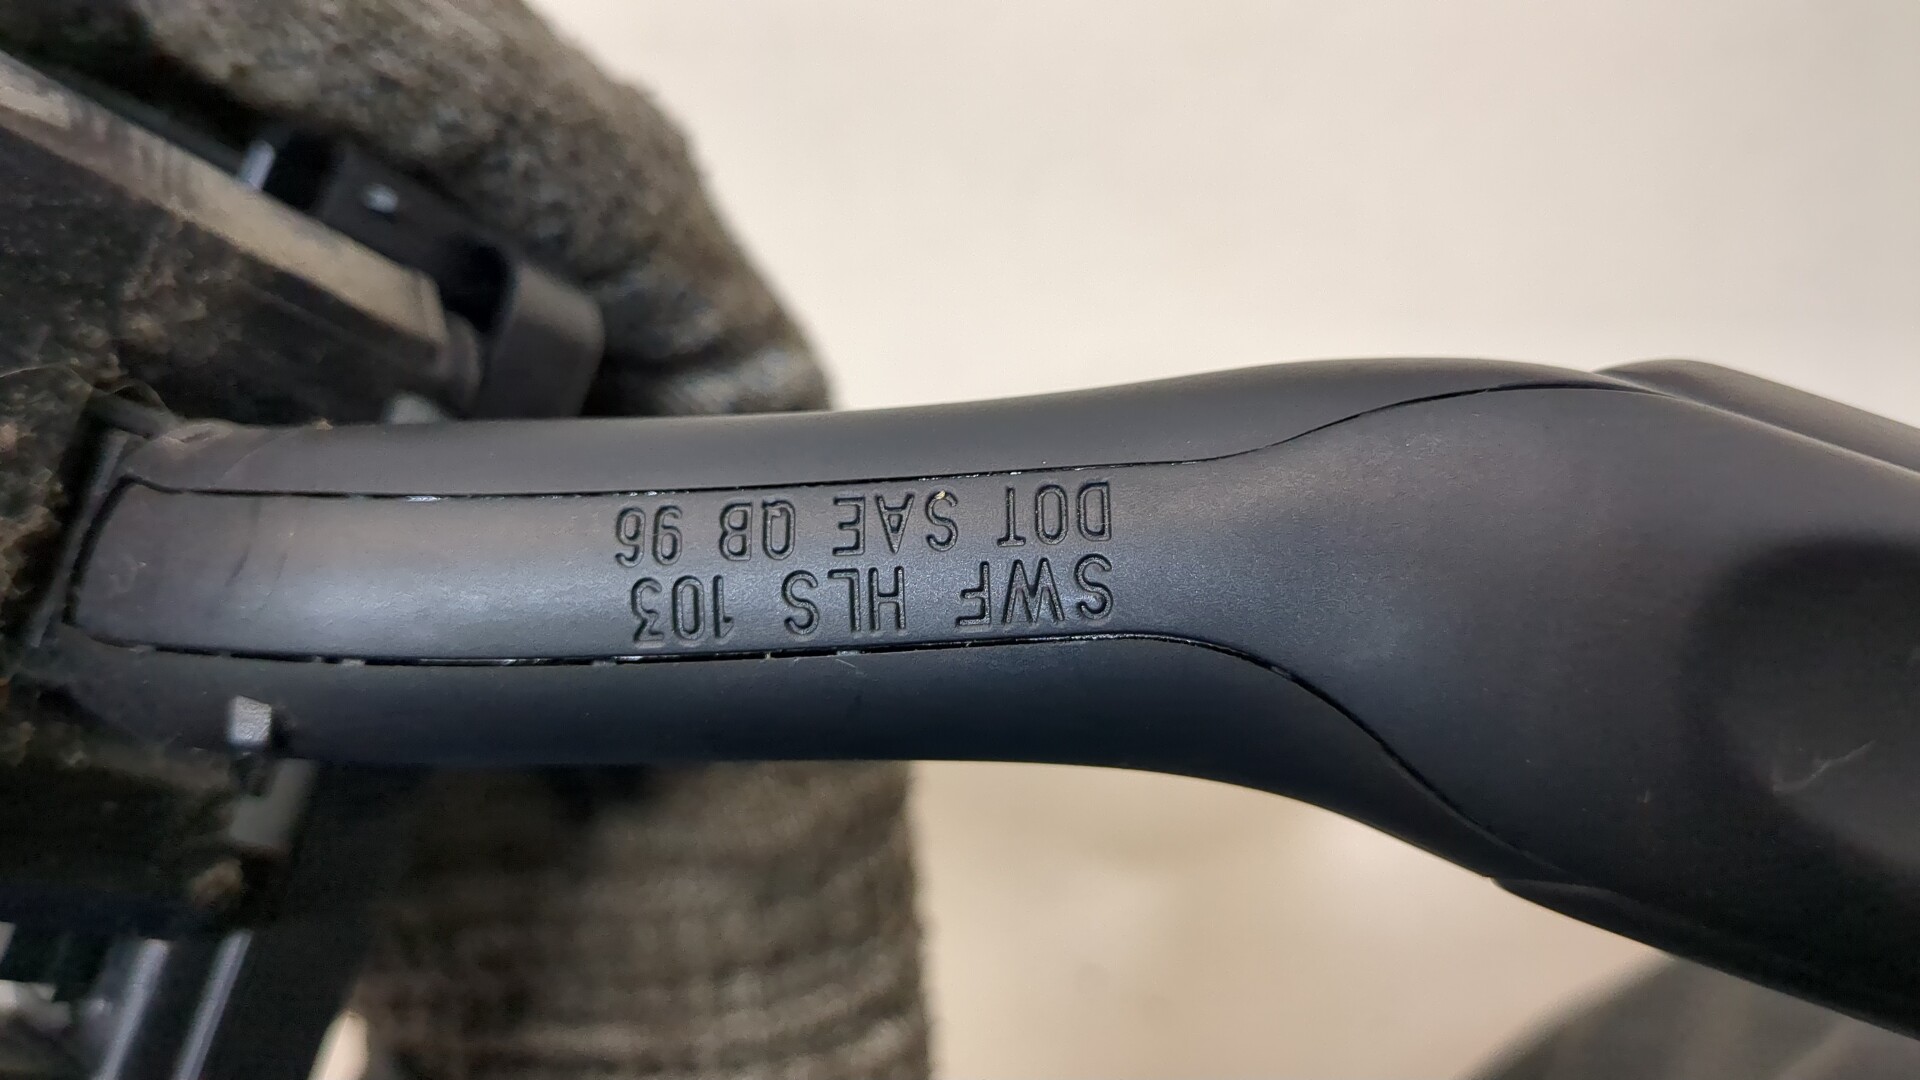 SWF HLS 103
DOT SAE QB 96